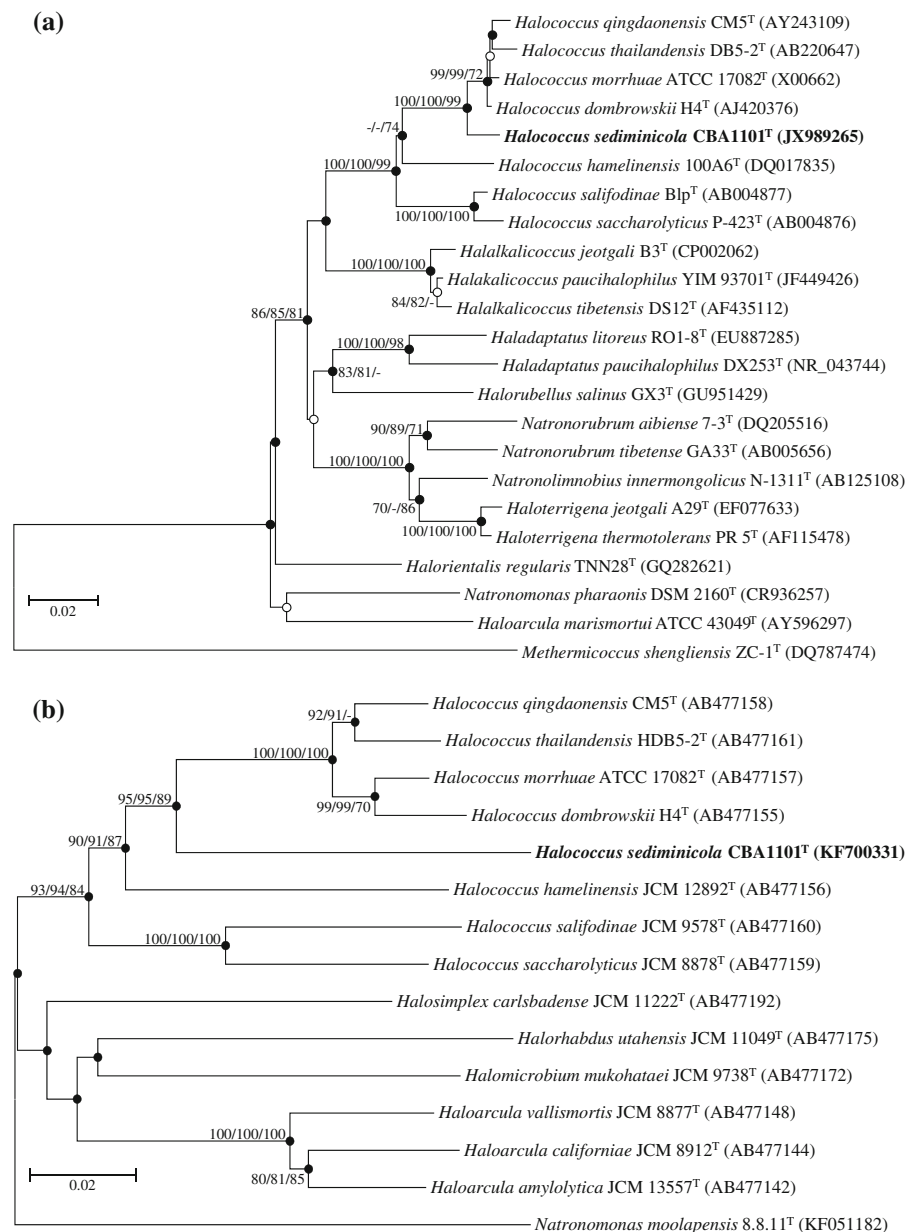 (a)
Halococcus qingdaonensis CM5ᵀ (AY243109)
Halococcus thailandensis DB5-2ᵀ (AB220647)
99/99/72
Halococcus morrhuae ATCC 17082ᵀ (X00662)
100/100/99
Halococcus dombrowskii H4ᵀ (AJ420376)
-/-/74
Halococcus sediminicola CBA1101ᵀ (JX989265)
100/100/99
Halococcus hamelinensis 100A6ᵀ (DQ017835)
Halococcus salifodinae Blpᵀ (AB004877)
100/100/100
Halococcus saccharolyticus P-423ᵀ (AB004876)
Halalkalicoccus jeotgali B3ᵀ (CP002062)
100/100/100
Halakalicoccus paucihalophilus YIM 93701ᵀ (JF449426)
84/82/-
Halalkalicoccus tibetensis DS12ᵀ (AF435112)
86/85/81
Haladaptatus litoreus RO1-8ᵀ (EU887285)
100/100/98
Haladaptatus paucihalophilus DX253ᵀ (NR_043744)
83/81/-
Halorubellus salinus GX3ᵀ (GU951429)
Natronorubrum aibiense 7-3ᵀ (DQ205516)
90/89/71
Natronorubrum tibetense GA33ᵀ (AB005656)
100/100/100
Natronolimnobius innermongolicus N-1311ᵀ (AB125108)
70/-/86
Haloterrigena jeotgali A29ᵀ (EF077633)
100/100/100
Haloterrigena thermotolerans PR 5ᵀ (AF115478)
Halorientalis regularis TNN28ᵀ (GQ282621)
Natronomonas pharaonis DSM 2160ᵀ (CR936257)
0.02
Haloarcula marismortui ATCC 43049ᵀ (AY596297)
Methermicoccus shengliensis ZC-1ᵀ (DQ787474)
(b)
Halococcus qingdaonensis CM5ᵀ (AB477158)
92/91/-
Halococcus thailandensis HDB5-2ᵀ (AB477161)
100/100/100
Halococcus morrhuae ATCC 17082ᵀ (AB477157)
99/99/70
Halococcus dombrowskii H4ᵀ (AB477155)
95/95/89
Halococcus sediminicola CBA1101ᵀ (KF700331)
90/91/87
Halococcus hamelinensis JCM 12892ᵀ (AB477156)
93/94/84
Halococcus salifodinae JCM 9578ᵀ (AB477160)
100/100/100
Halococcus saccharolyticus JCM 8878ᵀ (AB477159)
Halosimplex carlsbadense JCM 11222ᵀ (AB477192)
Halorhabdus utahensis JCM 11049ᵀ (AB477175)
Halomicrobium mukohataei JCM 9738ᵀ (AB477172)
Haloarcula vallismortis JCM 8877ᵀ (AB477148)
100/100/100
Haloarcula californiae JCM 8912ᵀ (AB477144)
80/81/85
Haloarcula amylolytica JCM 13557ᵀ (AB477142)
0.02
Natronomonas moolapensis 8.8.11ᵀ (KF051182)